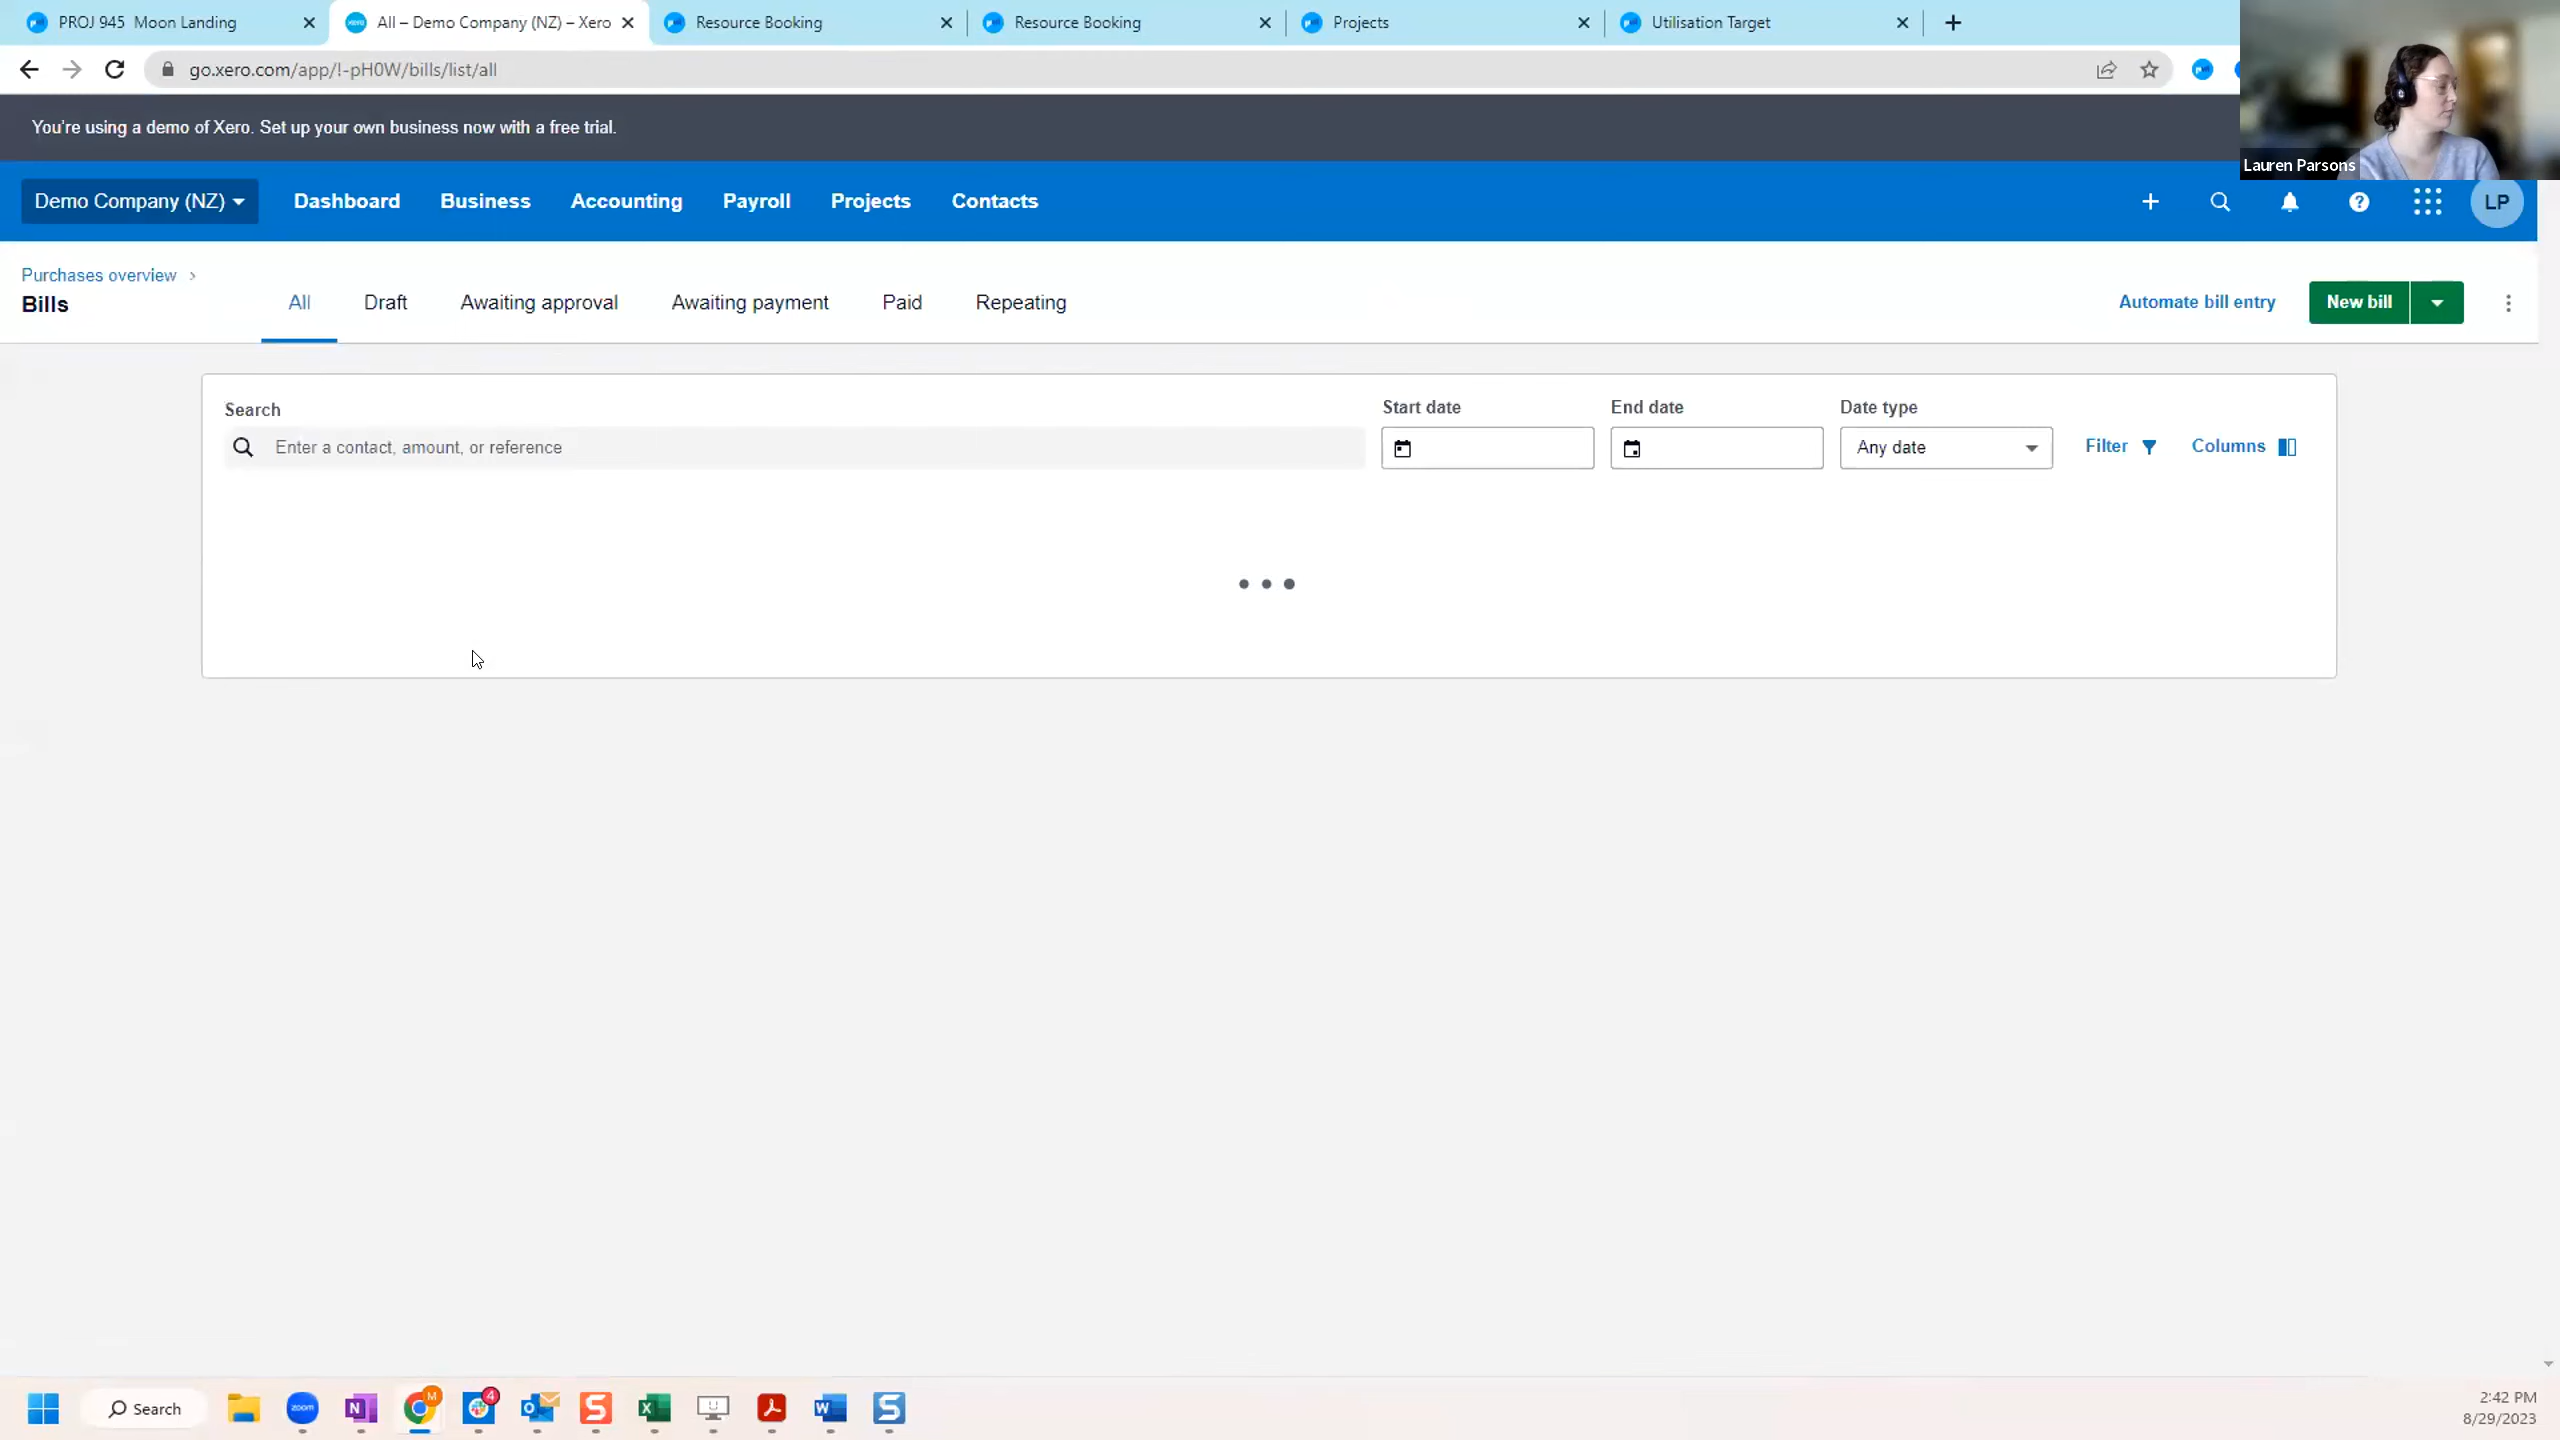 PROJ 945 Moon Landing
All – Demo Company (NZ) – Xero
Resource Booking
Resource Booking
Projects
Utilisation Target
go.xero.com/app/!-pH0W/bills/list/all
You're using a demo of Xero. Set up your own business now with a free trial.
Lauren Parsons
Demo Company (NZ)
Dashboard
Business
Accounting
Payroll
Projects
Contacts
LP
Purchases overview
Bills
All
Draft
Awaiting approval
Awaiting payment
Paid
Repeating
Automate bill entry
New bill
Search
Start date
End date
Date type
Enter a contact, amount, or reference
Any date
Filter
Columns
Search
zoom
N
M
4
O
S
X
W
S
2:42 PM
8/29/2023